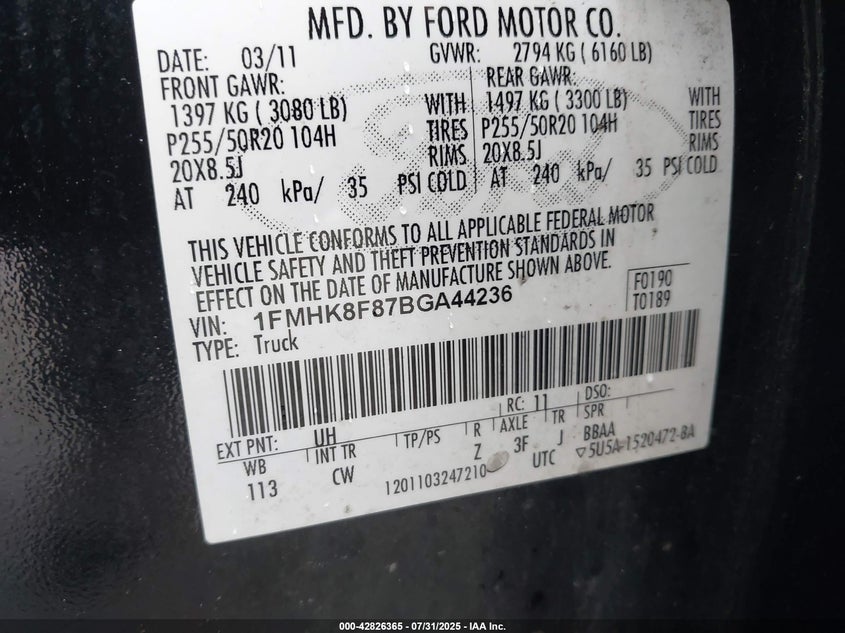 MFD. BY FORD MOTOR CO.
DATE: 03/11 GVWR: 2794 KG ( 6160 LB)
FRONT GAWR: REAR GAWR:
1397 KG ( 3080 LB) WITH 1497 KG ( 3300 LB) WITH
P255/50R20 104H TIRES P255/50R20 104H TIRES
20X8.5J RIMS 20X8.5J RIMS
AT 240 kPa/ 35 PSI COLD AT 240 kPa/ 35 PSI COLD
THIS VEHICLE CONFORMS TO ALL APPLICABLE FEDERAL MOTOR
VEHICLE SAFETY AND THEFT PREVENTION STANDARDS IN
EFFECT ON THE DATE OF MANUFACTURE SHOWN ABOVE.
VIN: 1FMHK8F87BGA44236 F0190
TYPE: Truck T0189
EXT PNT: UH RC: 11 DSO:
WB INT TR TP/PS R AXLE TR SPR
113 CW Z 3F J BBAA
1201103247210 UTC ▽5U5A-1520472-BA
000-42826365 - 07/31/2025 - IAA Inc.